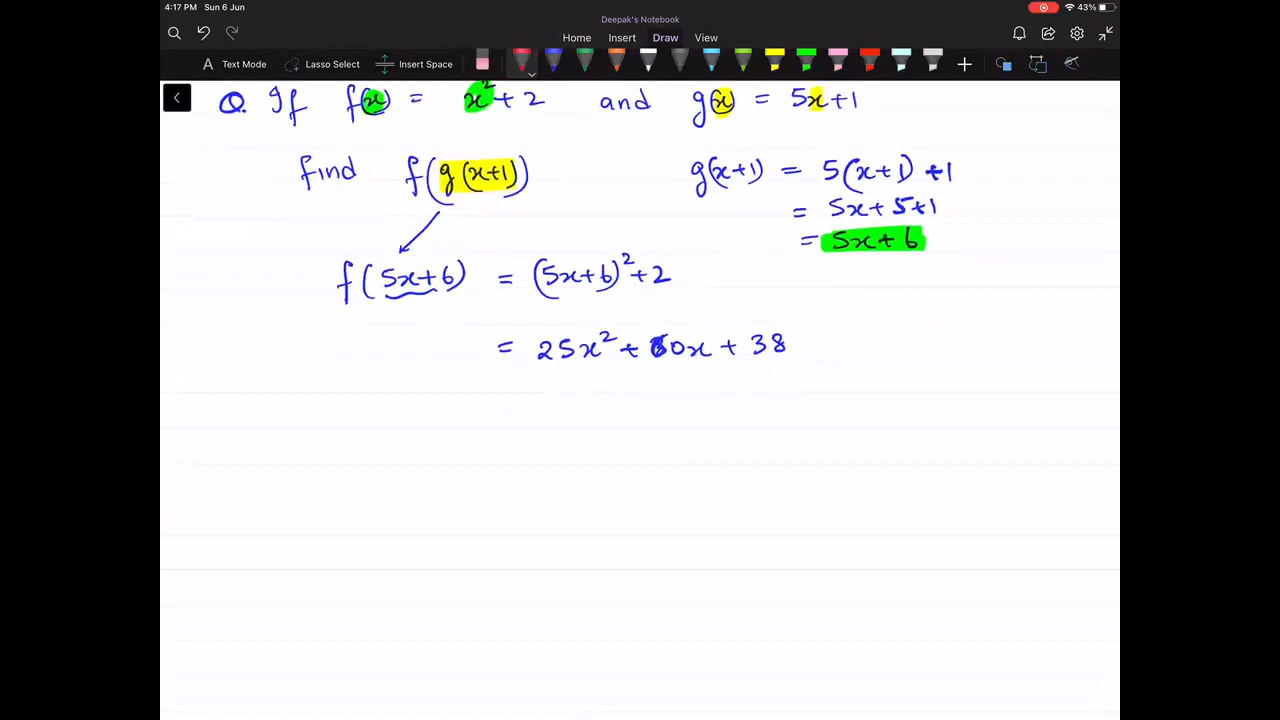 4:17 PM Sun 6 Jun
43%
Deepak's Notebook
Home Insert Draw View
Text Mode Lasso Select Insert Space
Q. If f(x) = x² + 2 and g(x) = 5x + 1
find f(g(x+1))
g(x+1) = 5(x+1) + 1
= 5x + 5 + 1
= 5x + 6
f(5x+6) = (5x+6)² + 2
= 25x² + 60x + 38